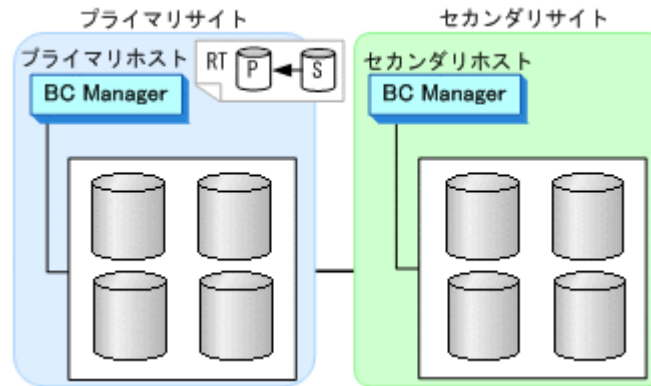 プライマリサイト
セカンダリサイト
プライマリホスト
RT
P
S
セカンダリホスト
BC Manager
BC Manager